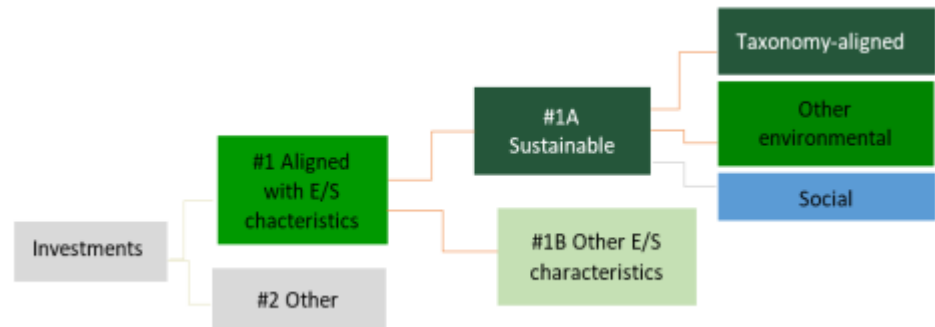 Taxonomy-aligned
#1A
Sustainable
Other
environmental
#1 Aligned
with E/S
chacteristics
Social
Investments
#1B Other E/S
characteristics
#2 Other